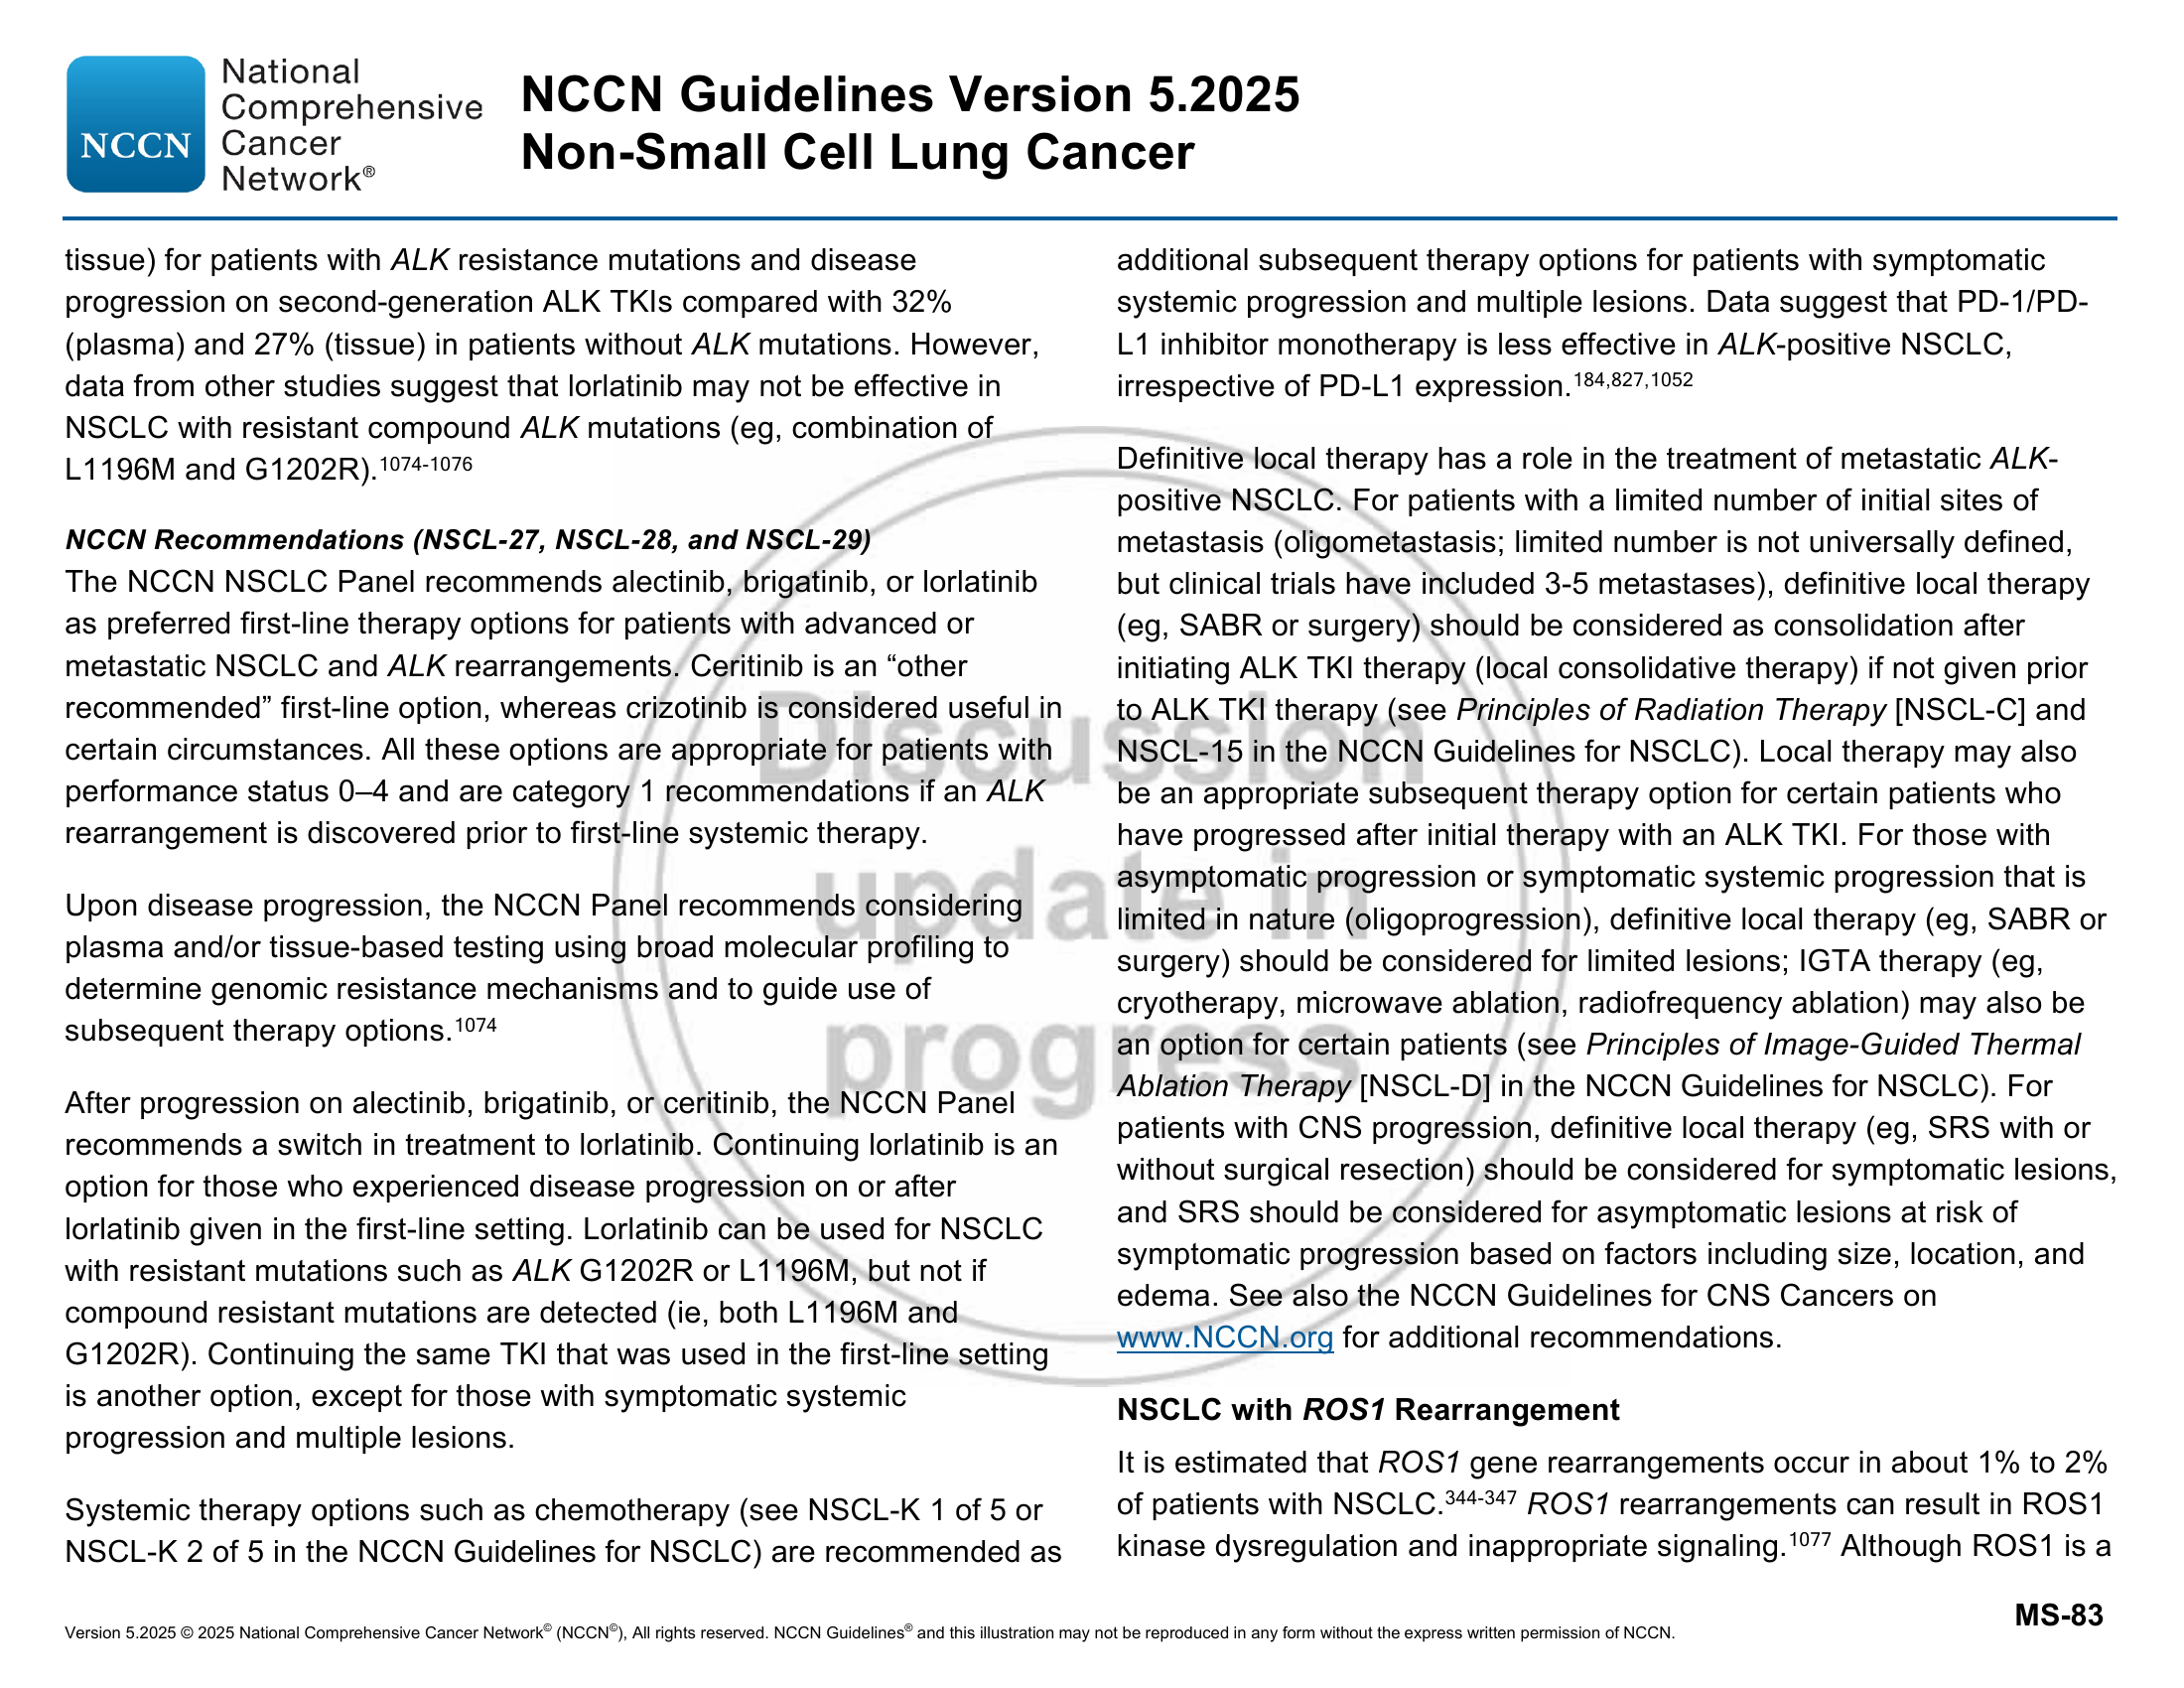 National
Comprehensive
NCCN Cancer
Network®
NCCN Guidelines Version 5.2025
Non-Small Cell Lung Cancer
tissue) for patients with ALK resistance mutations and disease
progression on second-generation ALK TKIs compared with 32%
(plasma) and 27% (tissue) in patients without ALK mutations. However,
data from other studies suggest that lorlatinib may not be effective in
NSCLC with resistant compound ALK mutations (eg, combination of
L1196M and G1202R).1074-1076
NCCN Recommendations (NSCL-27, NSCL-28, and NSCL-29)
The NCCN NSCLC Panel recommends alectinib, brigatinib, or lorlatinib
as preferred first-line therapy options for patients with advanced or
metastatic NSCLC and ALK rearrangements. Ceritinib is an “other
recommended” first-line option, whereas crizotinib is considered useful in
certain circumstances. All these options are appropriate for patients with
performance status 0–4 and are category 1 recommendations if an ALK
rearrangement is discovered prior to first-line systemic therapy.
Upon disease progression, the NCCN Panel recommends considering
plasma and/or tissue-based testing using broad molecular profiling to
determine genomic resistance mechanisms and to guide use of
subsequent therapy options.1074
After progression on alectinib, brigatinib, or ceritinib, the NCCN Panel
recommends a switch in treatment to lorlatinib. Continuing lorlatinib is an
option for those who experienced disease progression on or after
lorlatinib given in the first-line setting. Lorlatinib can be used for NSCLC
with resistant mutations such as ALK G1202R or L1196M, but not if
compound resistant mutations are detected (ie, both L1196M and
G1202R). Continuing the same TKI that was used in the first-line setting
is another option, except for those with symptomatic systemic
progression and multiple lesions.
Systemic therapy options such as chemotherapy (see NSCL-K 1 of 5 or
NSCL-K 2 of 5 in the NCCN Guidelines for NSCLC) are recommended as
additional subsequent therapy options for patients with symptomatic
systemic progression and multiple lesions. Data suggest that PD-1/PD-
L1 inhibitor monotherapy is less effective in ALK-positive NSCLC,
irrespective of PD-L1 expression.184,827,1052
Definitive local therapy has a role in the treatment of metastatic ALK-
positive NSCLC. For patients with a limited number of initial sites of
metastasis (oligometastasis; limited number is not universally defined,
but clinical trials have included 3-5 metastases), definitive local therapy
(eg, SABR or surgery) should be considered as consolidation after
initiating ALK TKI therapy (local consolidative therapy) if not given prior
to ALK TKI therapy (see Principles of Radiation Therapy [NSCL-C] and
NSCL-15 in the NCCN Guidelines for NSCLC). Local therapy may also
be an appropriate subsequent therapy option for certain patients who
have progressed after initial therapy with an ALK TKI. For those with
asymptomatic progression or symptomatic systemic progression that is
limited in nature (oligoprogression), definitive local therapy (eg, SABR or
surgery) should be considered for limited lesions; IGTA therapy (eg,
cryotherapy, microwave ablation, radiofrequency ablation) may also be
an option for certain patients (see Principles of Image-Guided Thermal
Ablation Therapy [NSCL-D] in the NCCN Guidelines for NSCLC). For
patients with CNS progression, definitive local therapy (eg, SRS with or
without surgical resection) should be considered for symptomatic lesions,
and SRS should be considered for asymptomatic lesions at risk of
symptomatic progression based on factors including size, location, and
edema. See also the NCCN Guidelines for CNS Cancers on
www.NCCN.org for additional recommendations.
NSCLC with ROS1 Rearrangement
It is estimated that ROS1 gene rearrangements occur in about 1% to 2%
of patients with NSCLC.344-347 ROS1 rearrangements can result in ROS1
kinase dysregulation and inappropriate signaling.1077 Although ROS1 is a
Discussion
update in
progress
MS-83
Version 5.2025 © 2025 National Comprehensive Cancer Network© (NCCN©), All rights reserved. NCCN Guidelines® and this illustration may not be reproduced in any form without the express written permission of NCCN.